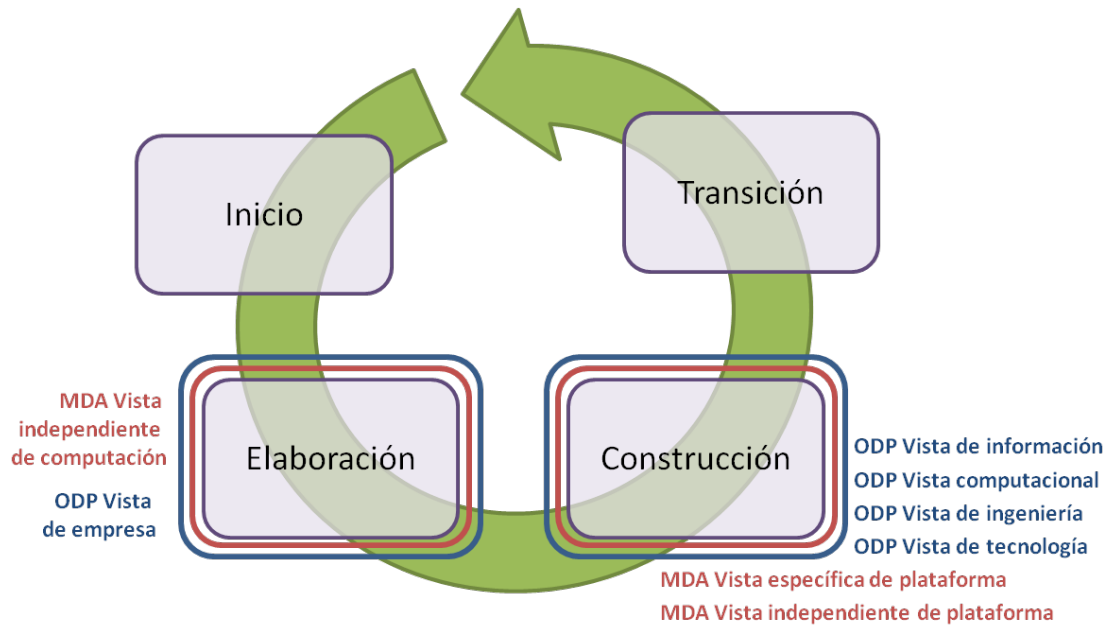 Inicio
Transición
MDA Vista
independiente
de computación
ODP Vista
de empresa
Elaboración
Construcción
ODP Vista de información
ODP Vista computacional
ODP Vista de ingeniería
ODP Vista de tecnología
MDA Vista específica de plataforma
MDA Vista independiente de plataforma